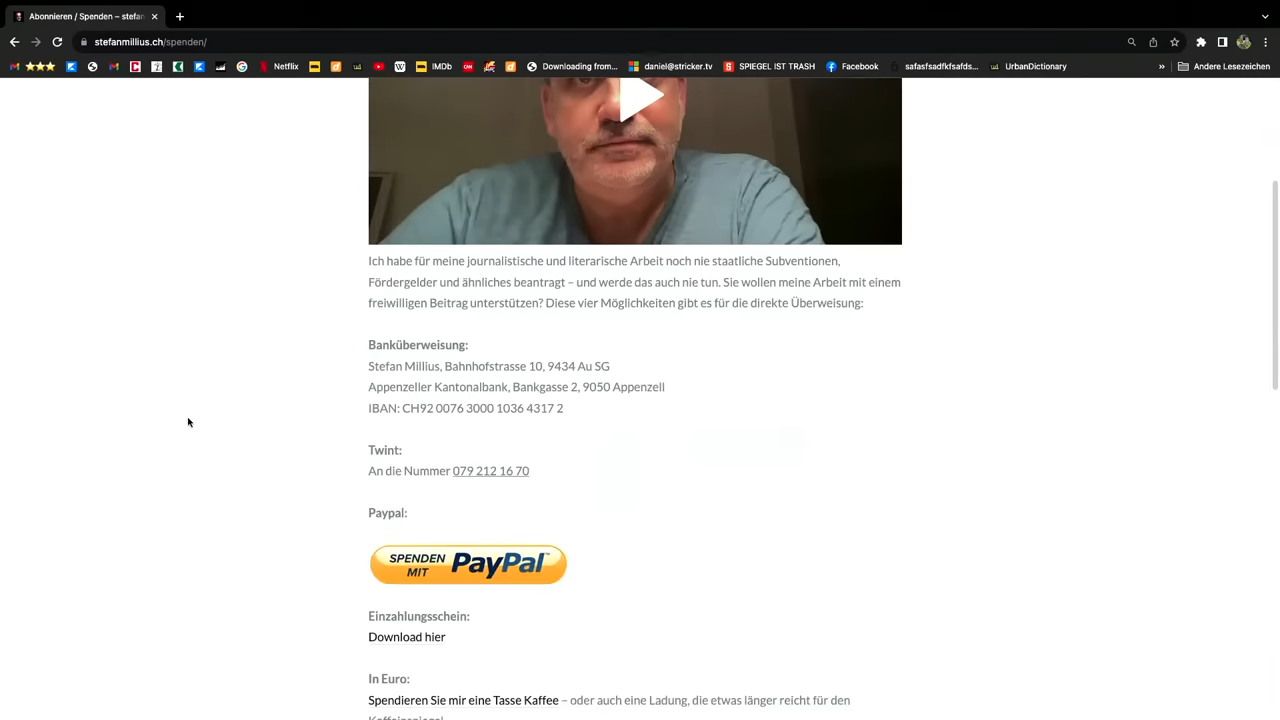 Abonnieren / Spenden – stefan
stefanmillius.ch/spenden/
Netflix
IMDb
Downloading from...
daniel@stricker.tv
SPIEGEL IST TRASH
Facebook
safasfsadfkfsafds...
UrbanDictionary
»
Andere Lesezeichen
Ich habe für meine journalistische und literarische Arbeit noch nie staatliche Subventionen,
Fördergelder und ähnliches beantragt – und werde das auch nie tun. Sie wollen meine Arbeit mit einem
freiwilligen Beitrag unterstützen? Diese vier Möglichkeiten gibt es für die direkte Überweisung:
Banküberweisung:
Stefan Millius, Bahnhofstrasse 10, 9434 Au SG
Appenzeller Kantonalbank, Bankgasse 2, 9050 Appenzell
IBAN: CH92 0076 3000 1036 4317 2
Twint:
An die Nummer 079 212 16 70
Paypal:
SPENDEN MIT PayPal™
Einzahlungsschein:
Download hier
In Euro:
Spendieren Sie mir eine Tasse Kaffee – oder auch eine Ladung, die etwas länger reicht für den